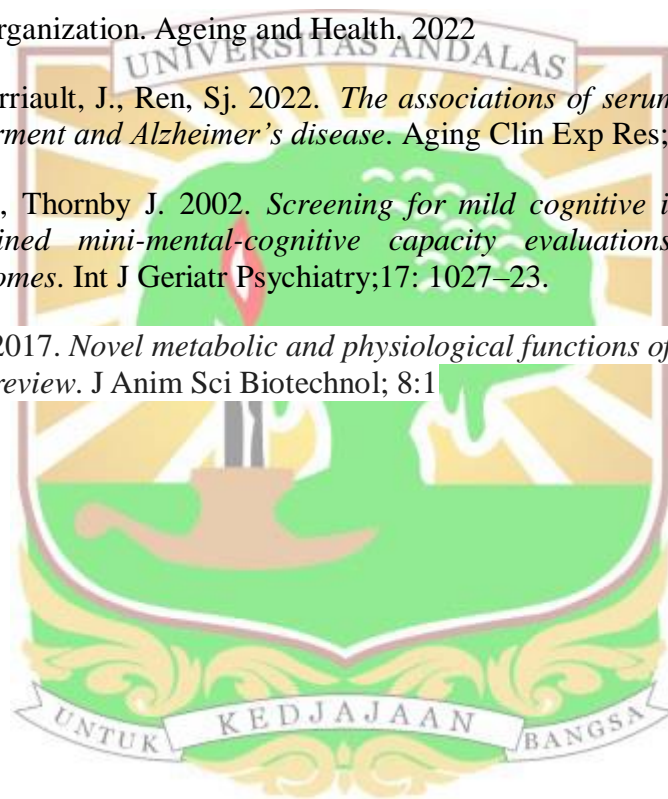 rganization. Ageing and Health. 2022
UNIVERSITAS ANDALAS
rriault, J., Ren, Sj. 2022. The associations of serum
rment and Alzheimer’s disease. Aging Clin Exp Res;
, Thornby J. 2002. Screening for mild cognitive i
ined mini-mental-cognitive capacity evaluations
omes. Int J Geriatr Psychiatry;17: 1027–23.
2017. Novel metabolic and physiological functions of
review. J Anim Sci Biotechnol; 8:1
UNTUK KEDJAJAAN BANGSA